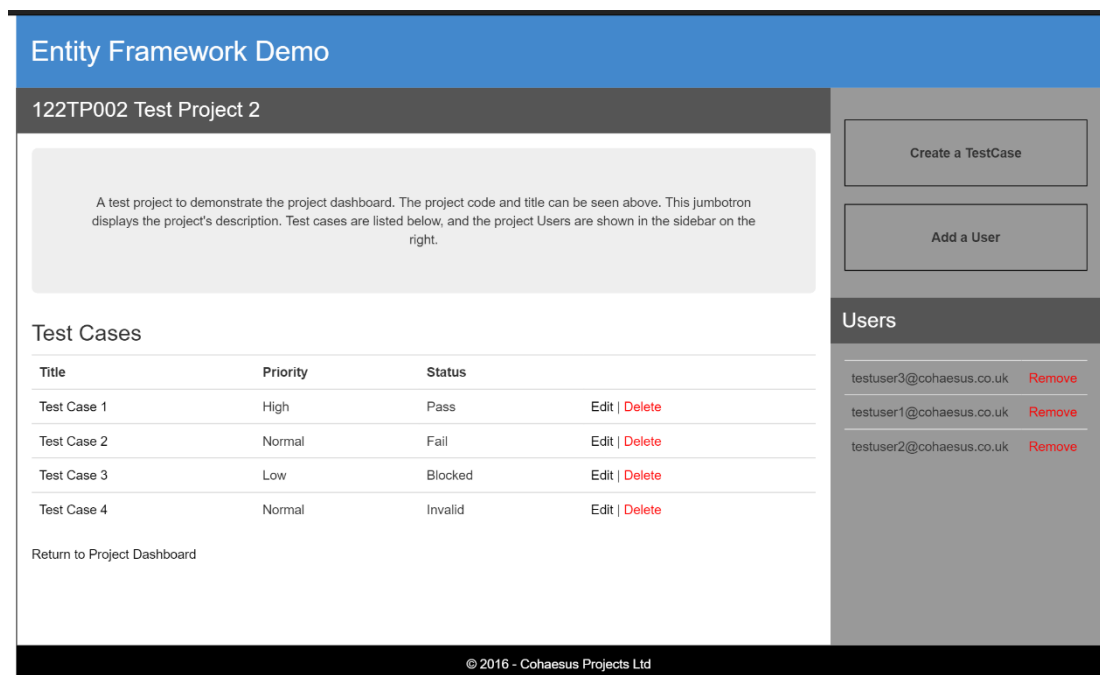 Entity Framework Demo
122TP002 Test Project 2
A test project to demonstrate the project dashboard. The project code and title can be seen above. This jumbotron
displays the project's description. Test cases are listed below, and the project Users are shown in the sidebar on the
right.
Test Cases
Title Priority Status
Test Case 1 High Pass Edit | Delete
Test Case 2 Normal Fail Edit | Delete
Test Case 3 Low Blocked Edit | Delete
Test Case 4 Normal Invalid Edit | Delete
Return to Project Dashboard
Create a TestCase
Add a User
Users
testuser3@cohaesus.co.uk Remove
testuser1@cohaesus.co.uk Remove
testuser2@cohaesus.co.uk Remove
© 2016 - Cohaesus Projects Ltd